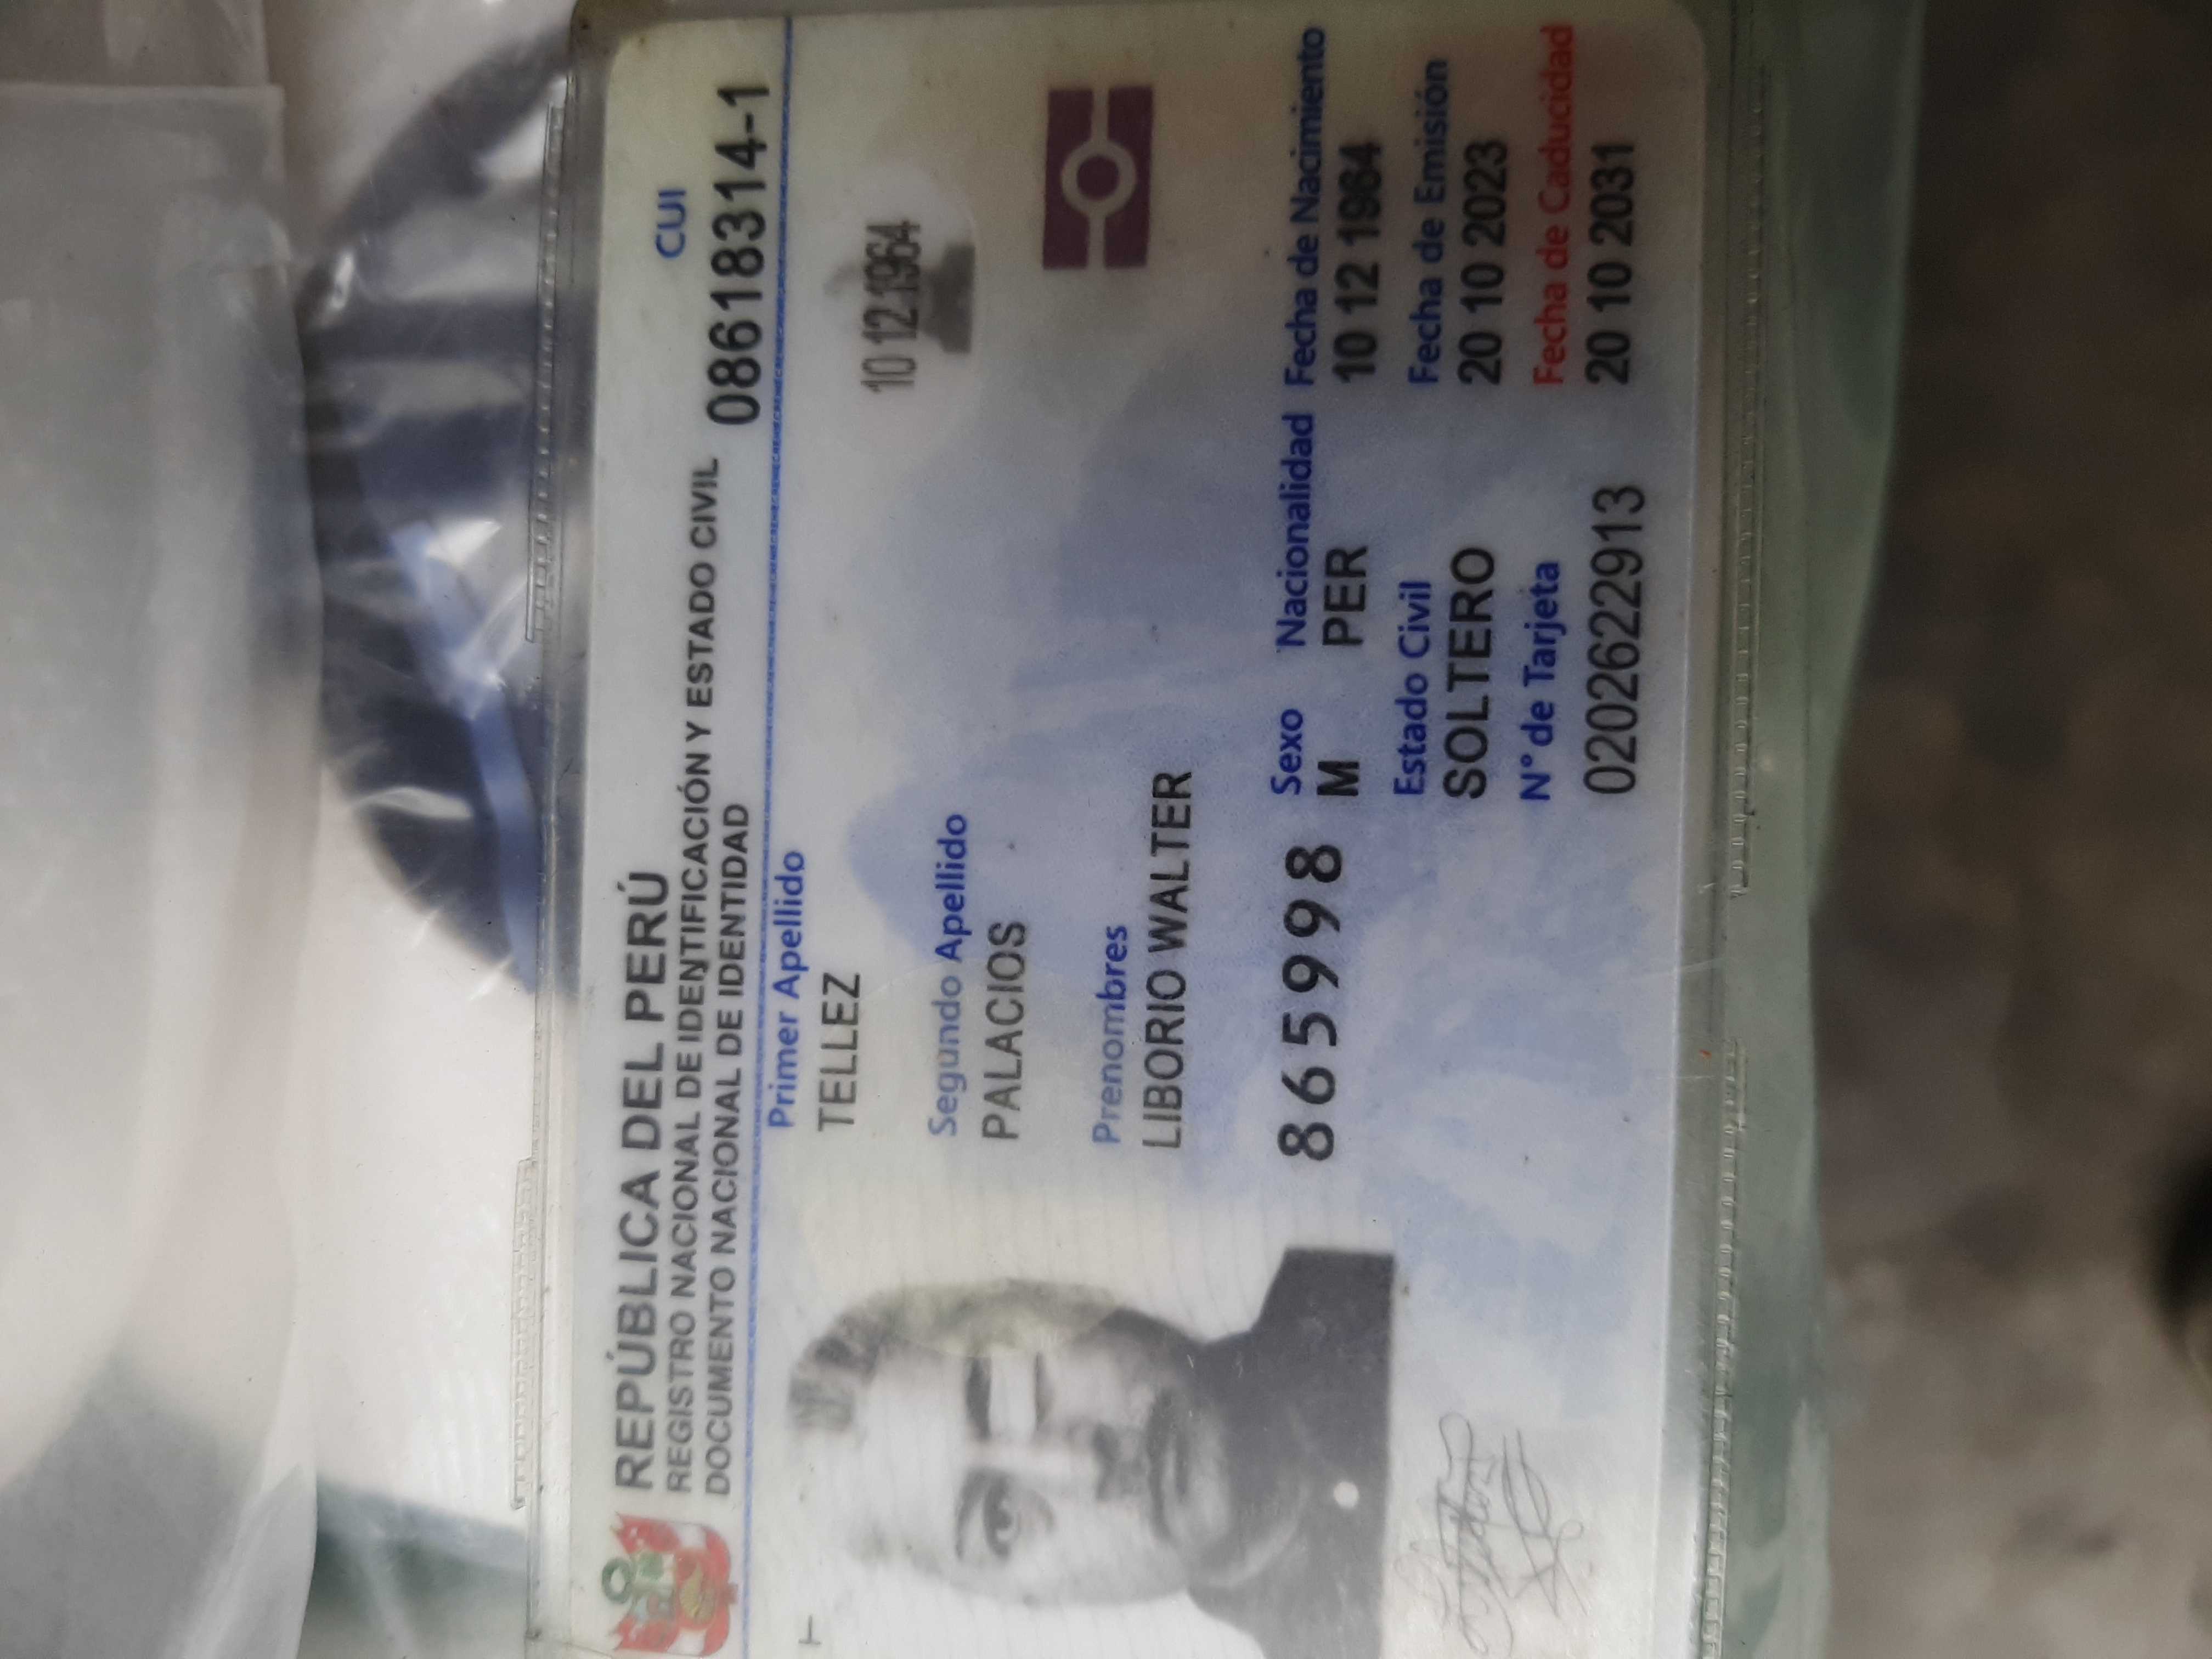 REPÚBLICA DEL PERÚ
REGISTRO NACIONAL DE IDENTIFICACIÓN Y ESTADO CIVIL
DOCUMENTO NACIONAL DE IDENTIDAD
CUI
08618314-1
Primer Apellido
TELLEZ
10 12 1964
Segundo Apellido
PALACIOS
Prenombres
LIBORIO WALTER
865998
Sexo Nacionalidad Fecha de Nacimiento
M PER 10 12 1964
Estado Civil Fecha de Emisión
SOLTERO 20 10 2023
N° de Tarjeta Fecha de Caducidad
0202622913 20 10 2031